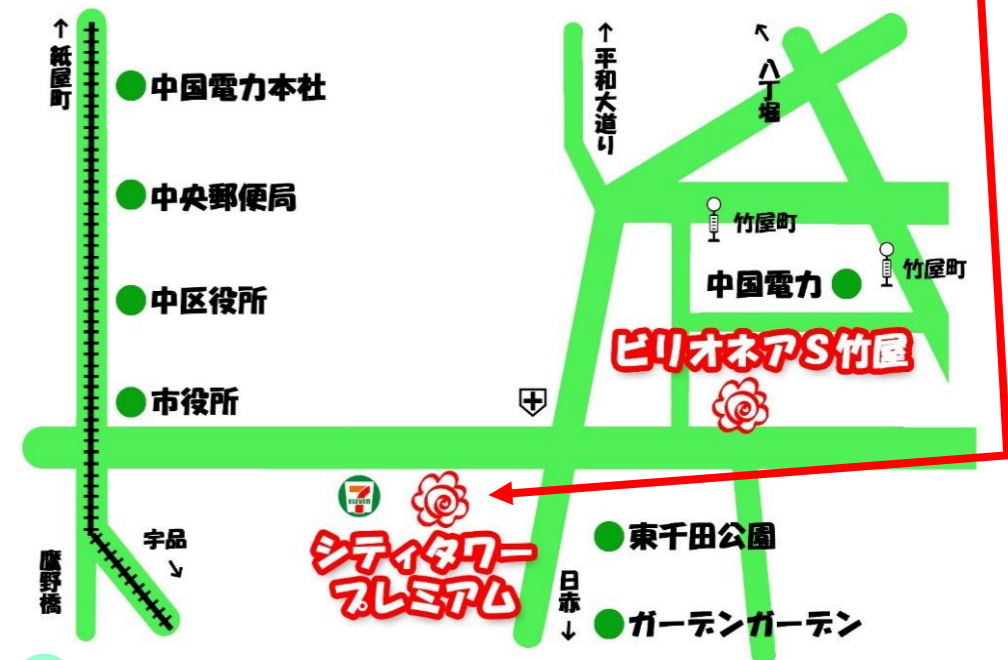 ↑紙屋町
中国電力本社
中央郵便局
中区役所
市役所
↑平和大道り
↖八丁堀
竹屋町
竹屋町
中国電力
ビリオネアS竹屋
7
ELEVEN
シティタワー
プレミアム
宇品↘
鷹野橋
東千田公園
日赤↓
ガーデンガーデン